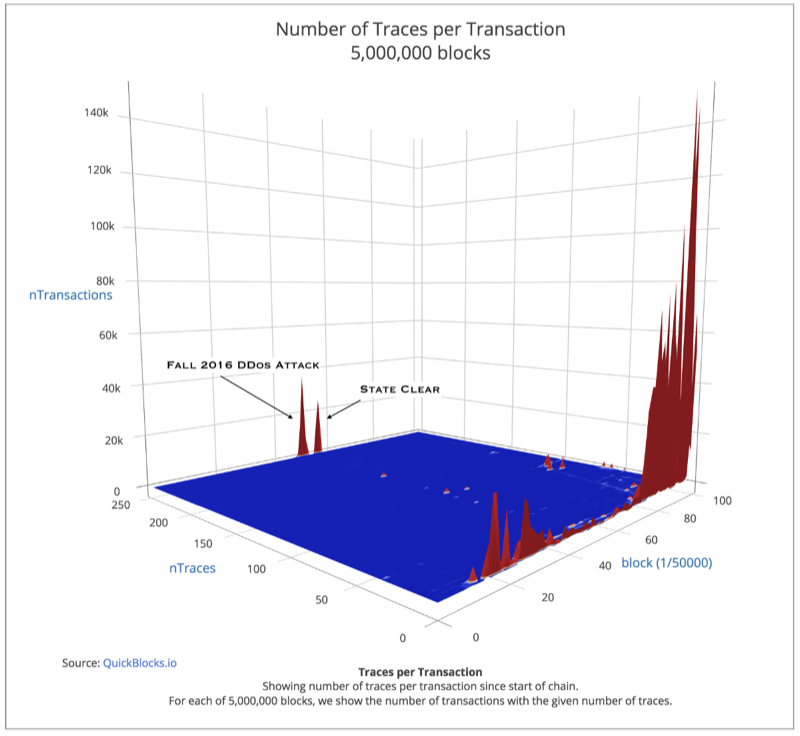 Number of Traces per Transaction
5,000,000 blocks
140k
120k
100k
80k
nTransactions
60k
Fall 2016 DDos Attack
State Clear
40k
20k
0
250
200
150
nTraces
100
50
0
100
80
60
block (1/50000)
40
20
0
Source: QuickBlocks.io
Traces per Transaction
Showing number of traces per transaction since start of chain.
For each of 5,000,000 blocks, we show the number of transactions with the given number of traces.